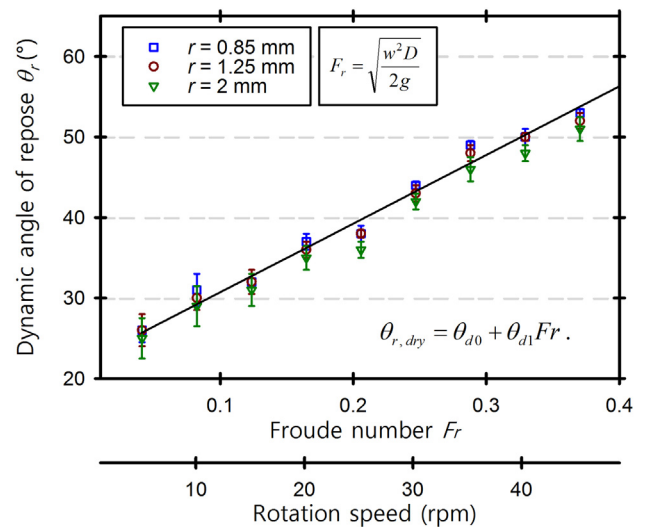 Dynamic angle of repose θr (°)
60
50
40
30
20
r = 0.85 mm
r = 1.25 mm
r = 2 mm
Fr = √(w²D / 2g)
θr, dry = θd0 + θd1Fr .
0.1 0.2 0.3 0.4
Froude number Fr
10 20 30 40
Rotation speed (rpm)